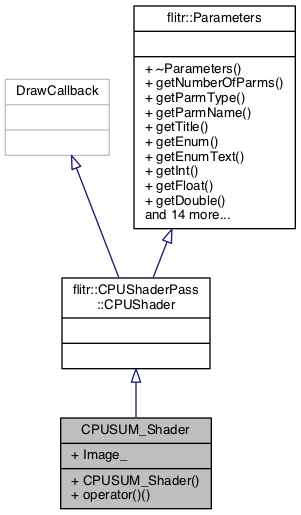 flitr::Parameters
+ ~Parameters()
+ getNumberOfParms()
+ getParmType()
+ getParmName()
+ getTitle()
+ getEnum()
+ getEnumText()
+ getInt()
+ getFloat()
+ getDouble()
and 14 more...
DrawCallback
flitr::CPUShaderPass
::CPUShader
CPUSUM_Shader
+ Image_
+ CPUSUM_Shader()
+ operator()()